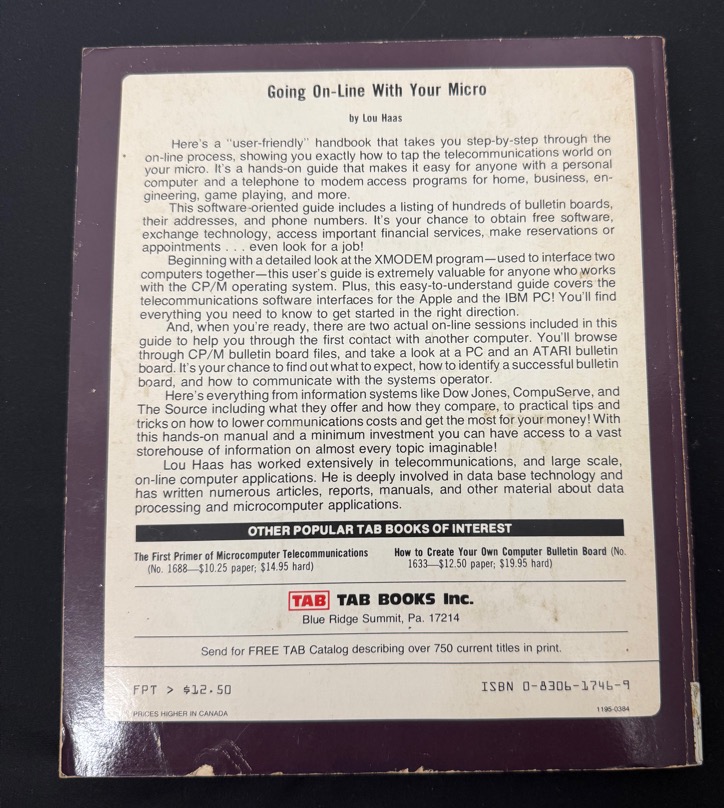 Going On-Line With Your Micro
by Lou Haas
Here's a "user-friendly" handbook that takes you step-by-step through the
on-line process, showing you exactly how to tap the telecommunications world on
your micro. It's a hands-on guide that makes it easy for anyone with a personal
computer and a telephone to modem access programs for home, business, en-
gineering, game playing, and more.
This software-oriented guide includes a listing of hundreds of bulletin boards,
their addresses, and phone numbers. It's your chance to obtain free software,
exchange technology, access important financial services, make reservations or
appointments . . . even look for a job!
Beginning with a detailed look at the XMODEM program—used to interface two
computers together—this user's guide is extremely valuable for anyone who works
with the CP/M operating system. Plus, this easy-to-understand guide covers the
telecommunications software interfaces for the Apple and the IBM PC! You'll find
everything you need to know to get started in the right direction.
And, when you're ready, there are two actual on-line sessions included in this
guide to help you through the first contact with another computer. You'll browse
through CP/M bulletin board files, and take a look at a PC and an ATARI bulletin
board. It's your chance to find out what to expect, how to identify a successful bulletin
board, and how to communicate with the systems operator.
Here's everything from information systems like Dow Jones, CompuServe, and
The Source including what they offer and how they compare, to practical tips and
tricks on how to lower communications costs and get the most for your money! With
this hands-on manual and a minimum investment you can have access to a vast
storehouse of information on almost every topic imaginable!
Lou Haas has worked extensively in telecommunications, and large scale,
on-line computer applications. He is deeply involved in data base technology and
has written numerous articles, reports, manuals, and other material about data
processing and microcomputer applications.
OTHER POPULAR TAB BOOKS OF INTEREST
The First Primer of Microcomputer Telecommunications
(No. 1688—$10.25 paper; $14.95 hard)
How to Create Your Own Computer Bulletin Board (No.
1633—$12.50 paper; $19.95 hard)
TAB TAB BOOKS Inc.
Blue Ridge Summit, Pa. 17214
Send for FREE TAB Catalog describing over 750 current titles in print.
FPT > $12.50
ISBN 0-8306-1746-9
PRICES HIGHER IN CANADA
1195-0384